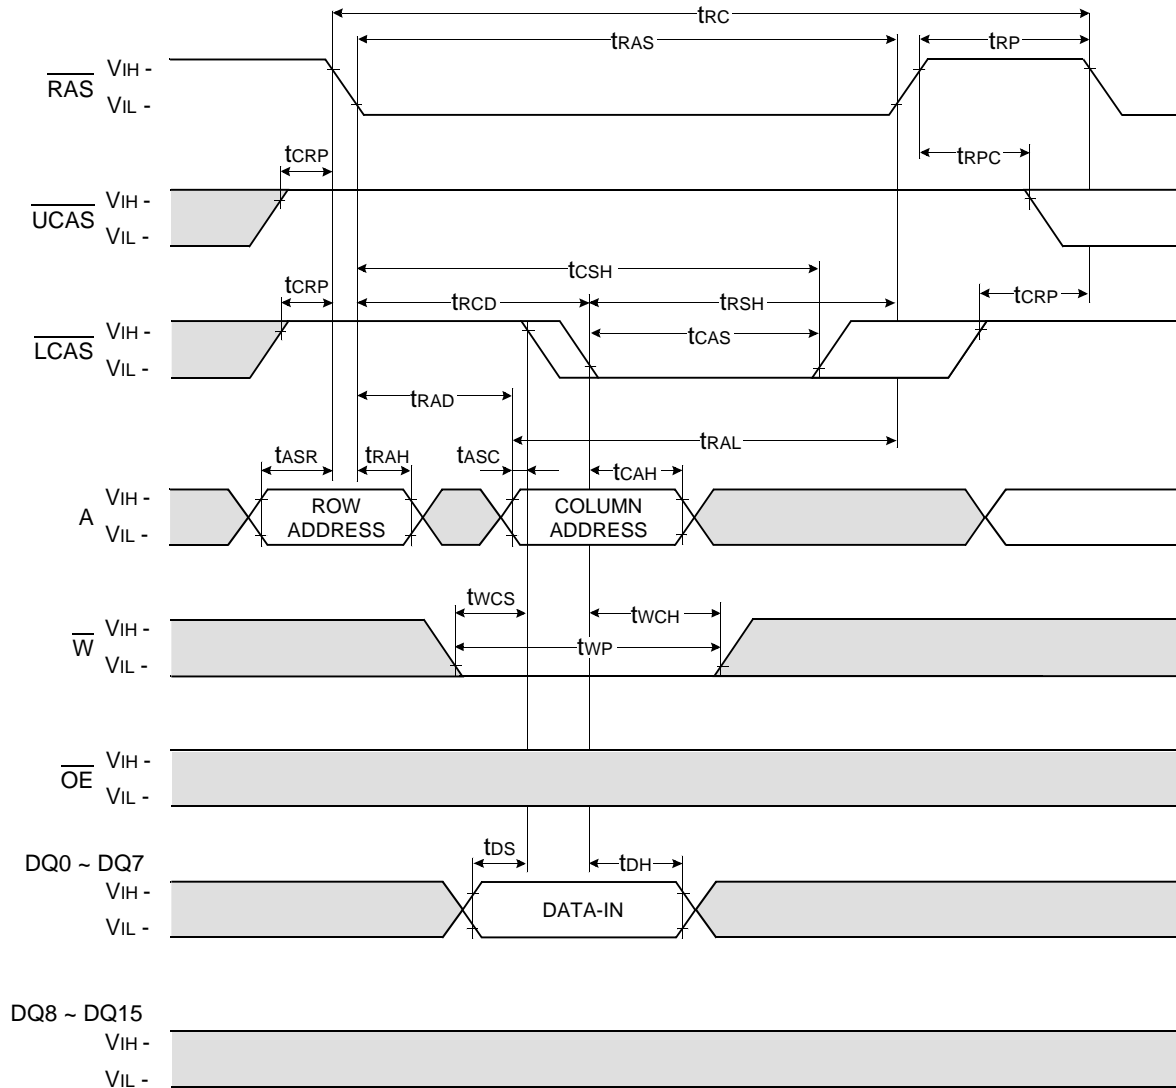 tRC
tRAS
tRP
RAS
VIH -
VIL -
tCRP
tRPC
UCAS
VIH -
VIL -
tCSH
tCRP
tRCD
tRSH
tCRP
LCAS
VIH -
VIL -
tCAS
tRAD
tRAL
tASR
tRAH
tASC
tCAH
A
VIH -
VIL -
ROW
ADDRESS
COLUMN
ADDRESS
tWCS
tWCH
W
VIH -
VIL -
tWP
OE
VIH -
VIL -
tDS
tDH
DQ0 ~ DQ7
VIH -
VIL -
DATA-IN
DQ8 ~ DQ15
VIH -
VIL -